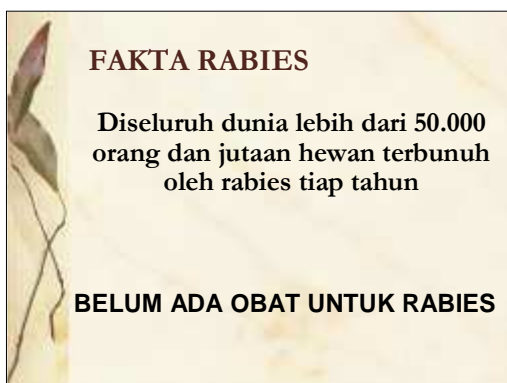 FAKTA RABIES
Diseluruh dunia lebih dari 50.000
orang dan jutaan hewan terbunuh
oleh rabies tiap tahun
BELUM ADA OBAT UNTUK RABIES